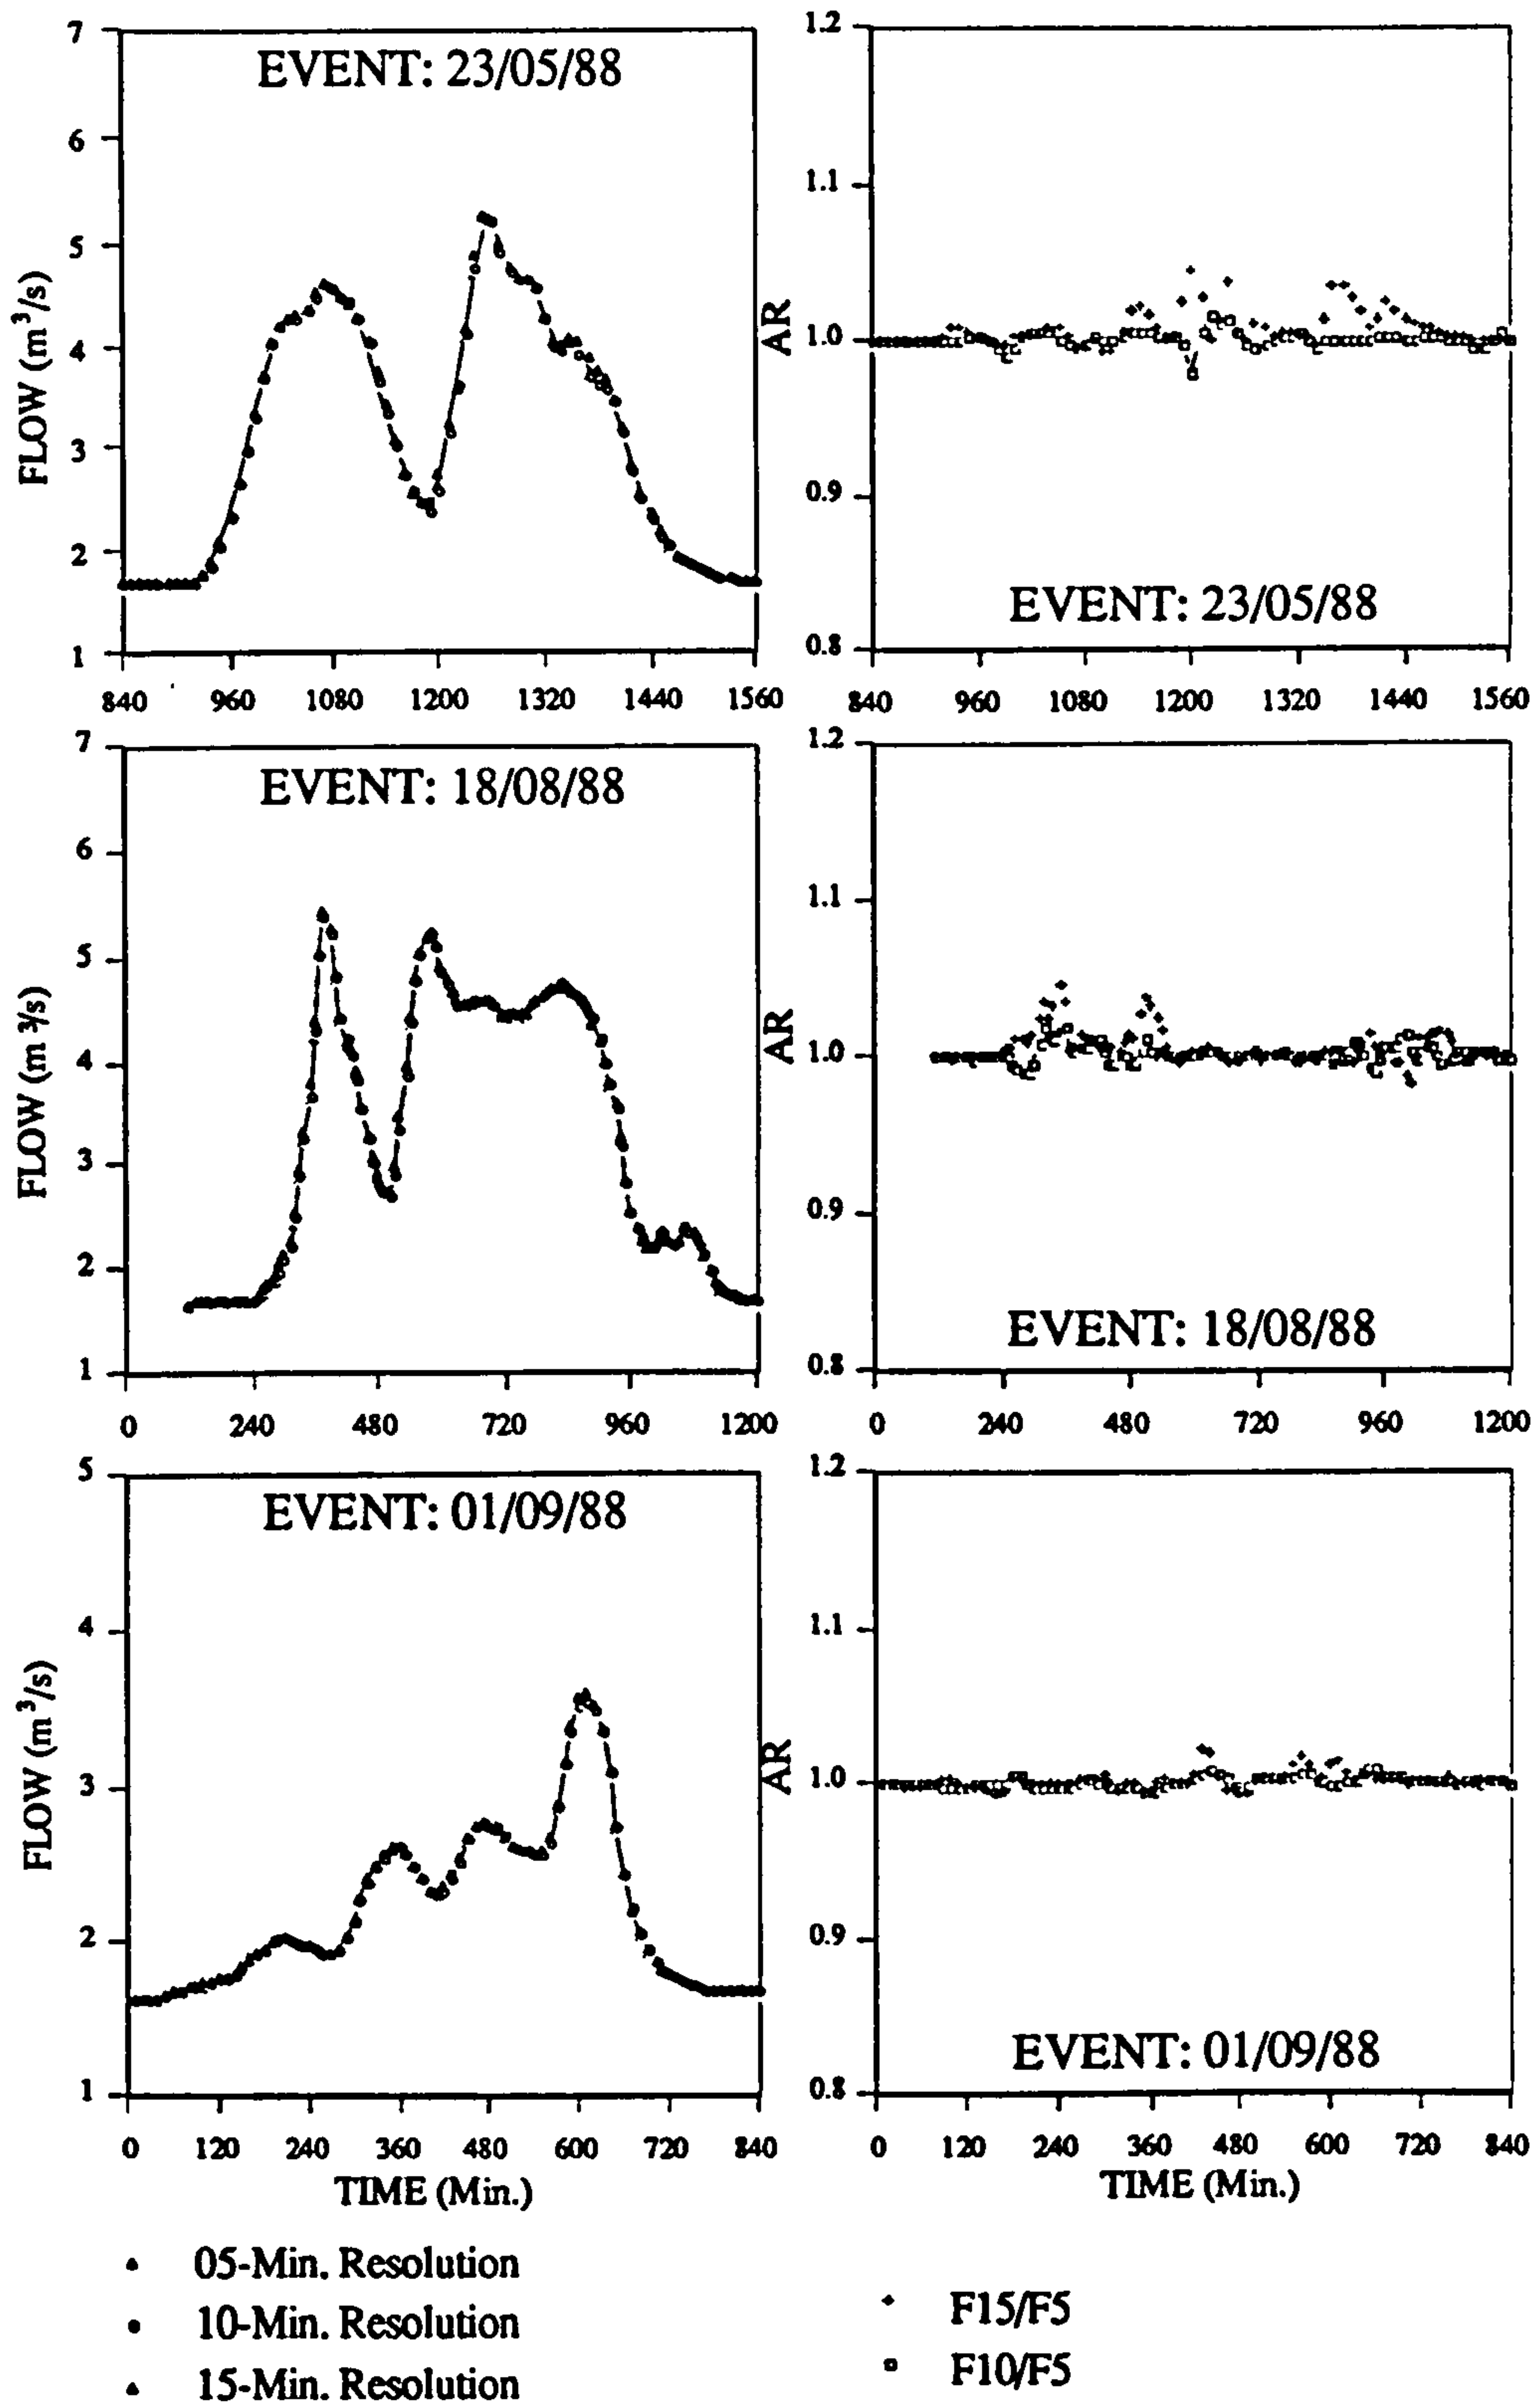 EVENT: 23/05/88
7
6
5
4
3
2
1
FLOW (m³/s)
840 960 1080 1200 1320 1440 1560
1.2
1.1
1.0
0.9
0.8
AR
EVENT: 23/05/88
840 960 1080 1200 1320 1440 1560
EVENT: 18/08/88
7
6
5
4
3
2
1
FLOW (m³/s)
0 240 480 720 960 1200
1.2
1.1
1.0
0.9
0.8
AR
EVENT: 18/08/88
0 240 480 720 960 1200
EVENT: 01/09/88
5
4
3
2
1
FLOW (m³/s)
0 120 240 360 480 600 720 840
TIME (Min.)
1.2
1.1
1.0
0.9
0.8
AR
EVENT: 01/09/88
0 120 240 360 480 600 720 840
TIME (Min.)
05-Min. Resolution
10-Min. Resolution
15-Min. Resolution
F15/F5
F10/F5